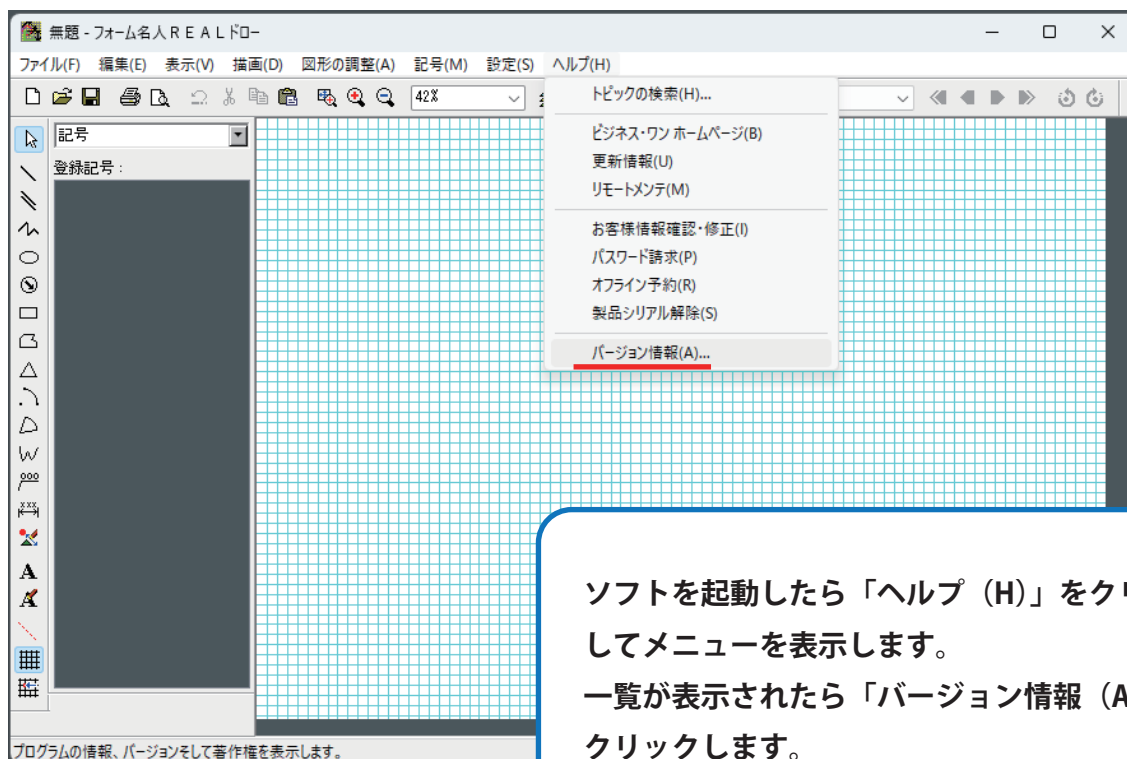 無題 - フォーム名人ＲＥＡＬドロー
ファイル(F) 編集(E) 表示(V) 描画(D) 図形の調整(A) 記号(M) 設定(S) ヘルプ(H)
42%
記号
登録記号：
トピックの検索(H)...
ビジネス・ワン ホームページ(B)
更新情報(U)
リモートメンテ(M)
お客様情報確認・修正(I)
パスワード請求(P)
オフライン予約(R)
製品シリアル解除(S)
バージョン情報(A)...
ソフトを起動したら「ヘルプ（H）」をクリ
してメニューを表示します。
一覧が表示されたら「バージョン情報（A
クリックします。
プログラムの情報、バージョンそして著作権を表示します。